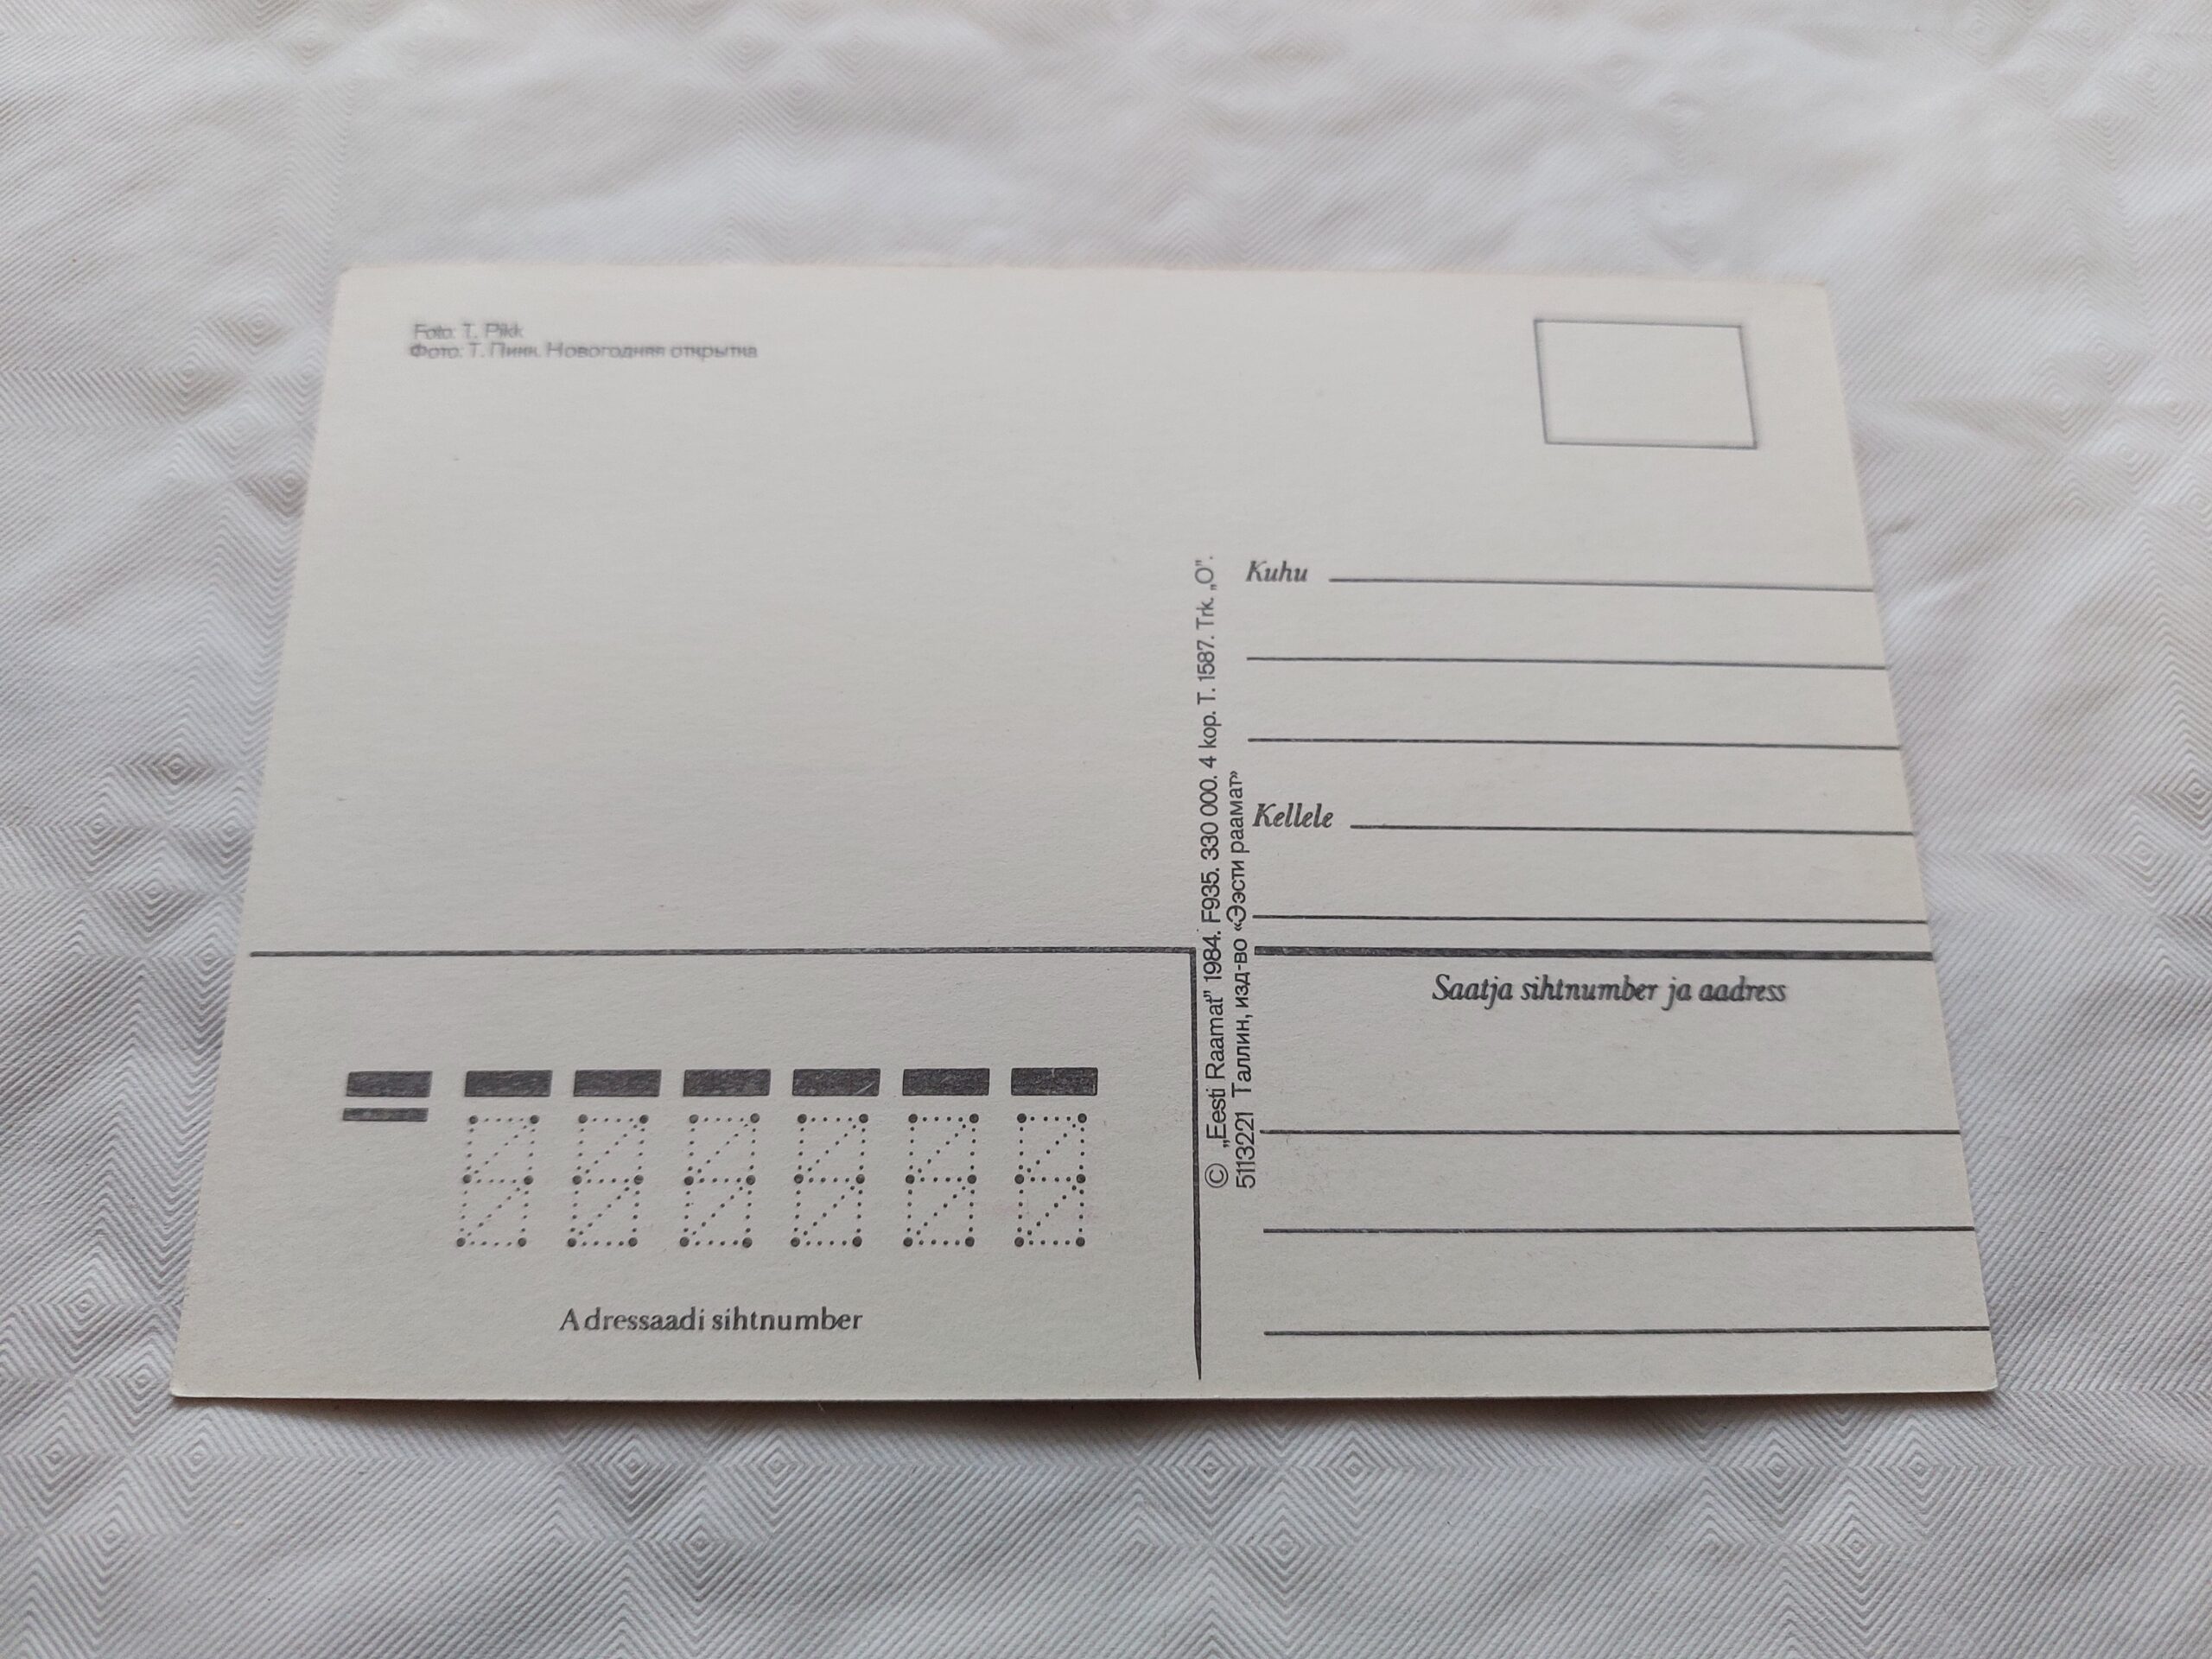 Foto: T. Pikk
Фото: Т. Пикк. Новогодняя открытка
Kuhu
Kellele
© „Eesti Raamat” 1984. F935. 330 000. 4 kop. T. 1587. Trk. „O”.
5113221 Таллин, изд-во «Ээсти раамат»
Saatja sihtnumber ja aadress
Adressaadi sihtnumber